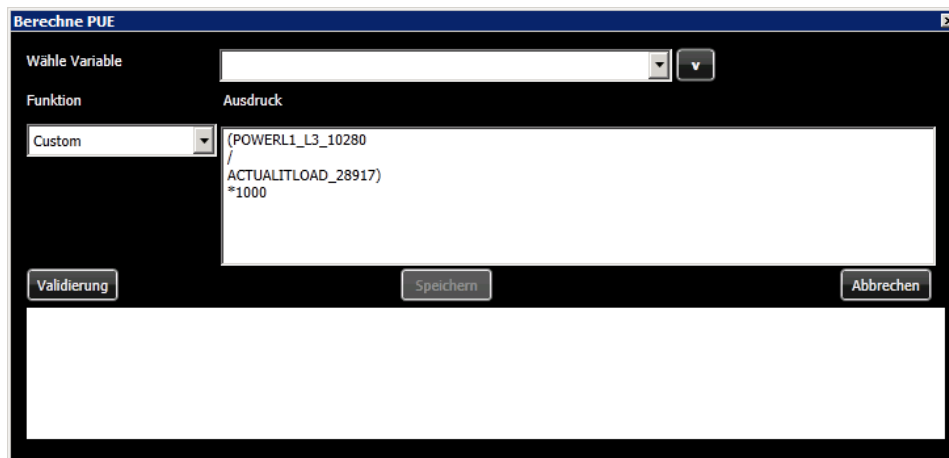 Berechne PUE
Wähle Variable
v
Funktion
Ausdruck
Custom
(POWERL1_L3_10280
/
ACTUALITLOAD_28917)
*1000
Validierung
Speichern
Abbrechen